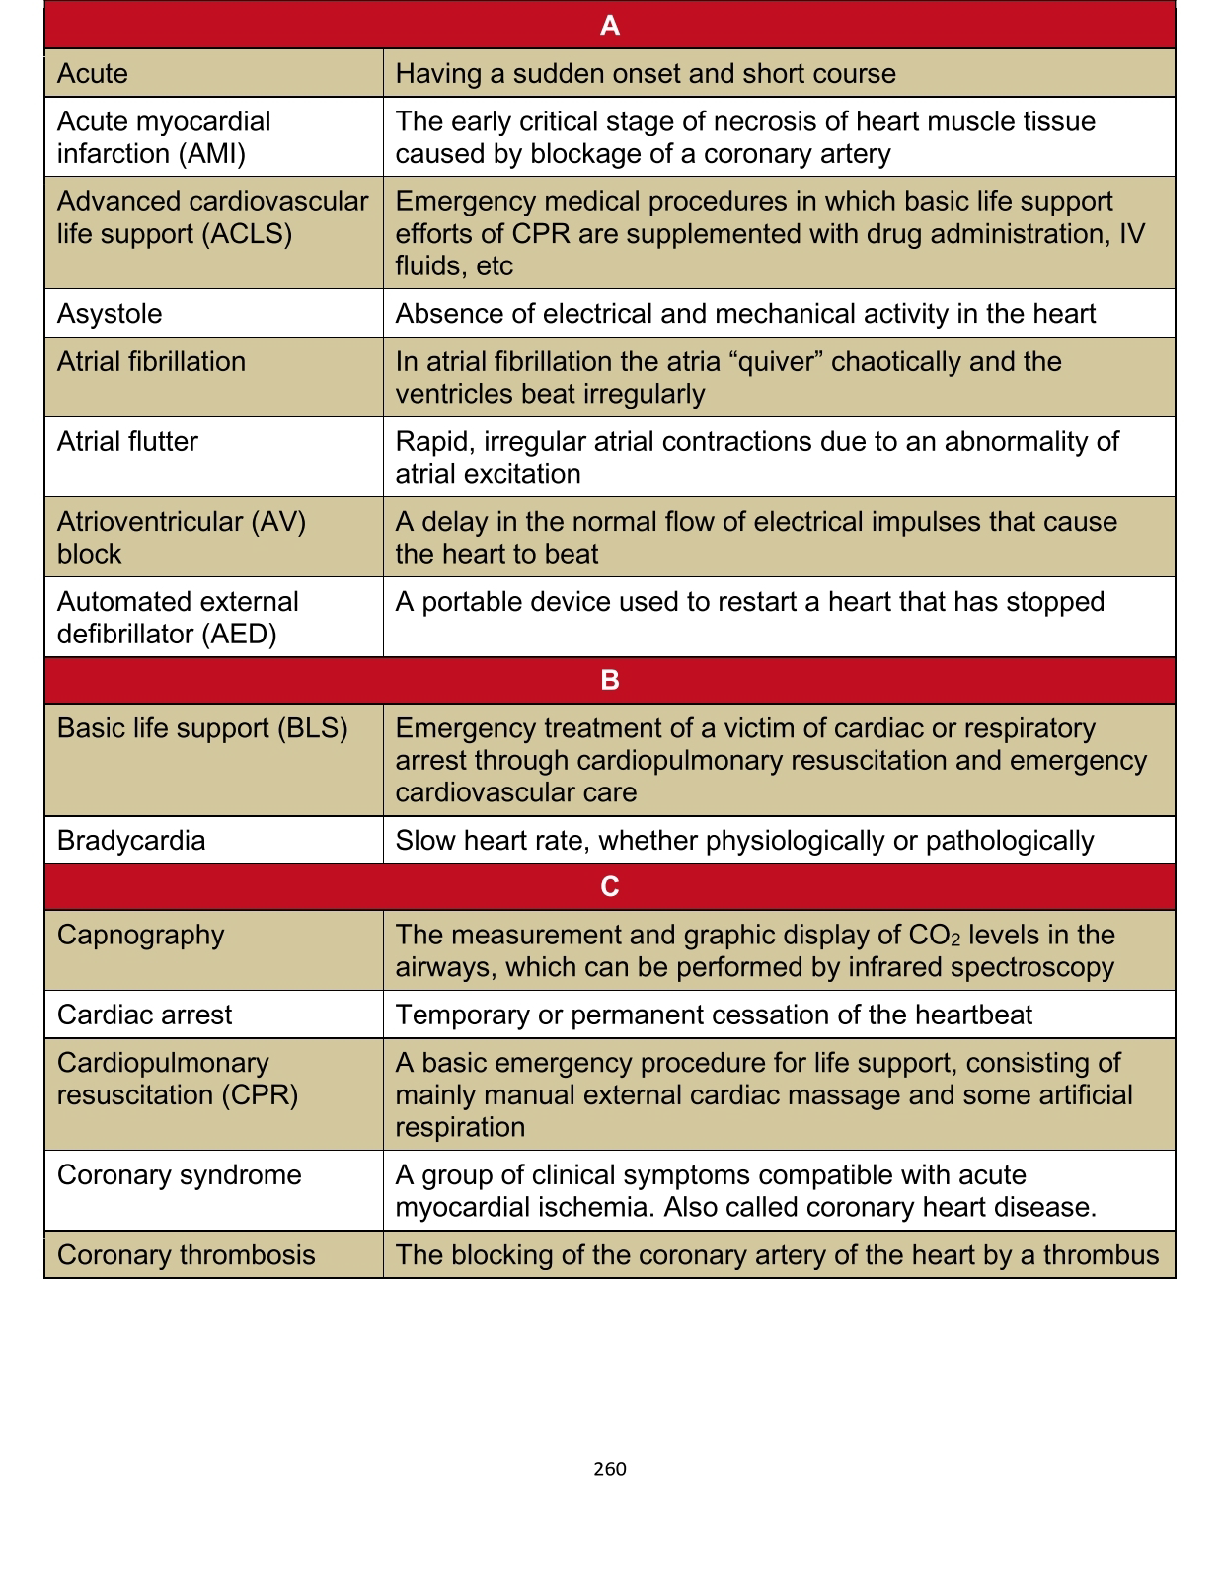 A
Acute
Having a sudden onset and short course
Acute myocardial
infarction (AMI)
The early critical stage of necrosis of heart muscle tissue
caused by blockage of a coronary artery
Advanced cardiovascular
life support (ACLS)
Emergency medical procedures in which basic life support
efforts of CPR are supplemented with drug administration, IV
fluids, etc
Asystole
Absence of electrical and mechanical activity in the heart
Atrial fibrillation
In atrial fibrillation the atria “quiver” chaotically and the
ventricles beat irregularly
Atrial flutter
Rapid, irregular atrial contractions due to an abnormality of
atrial excitation
Atrioventricular (AV)
block
A delay in the normal flow of electrical impulses that cause
the heart to beat
Automated external
defibrillator (AED)
A portable device used to restart a heart that has stopped
B
Basic life support (BLS)
Emergency treatment of a victim of cardiac or respiratory
arrest through cardiopulmonary resuscitation and emergency
cardiovascular care
Bradycardia
Slow heart rate, whether physiologically or pathologically
C
Capnography
The measurement and graphic display of CO₂ levels in the
airways, which can be performed by infrared spectroscopy
Cardiac arrest
Temporary or permanent cessation of the heartbeat
Cardiopulmonary
resuscitation (CPR)
A basic emergency procedure for life support, consisting of
mainly manual external cardiac massage and some artificial
respiration
Coronary syndrome
A group of clinical symptoms compatible with acute
myocardial ischemia. Also called coronary heart disease.
Coronary thrombosis
The blocking of the coronary artery of the heart by a thrombus
260